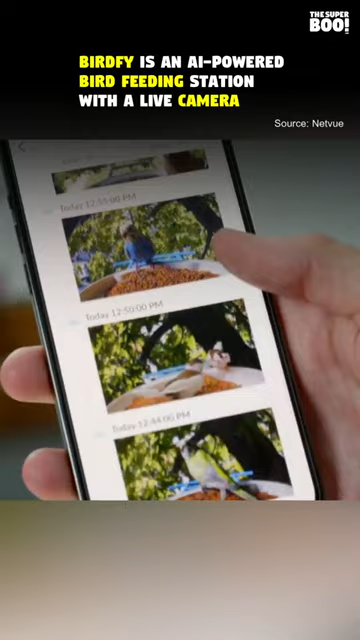 THE SUPER
BOO!
BIRDFY IS AN AI-POWERED
BIRD FEEDING STATION
WITH A LIVE CAMERA
Source: Netvue
Today 12:55:00 PM
Today 12:50:00 PM
Today 12:44:00 PM